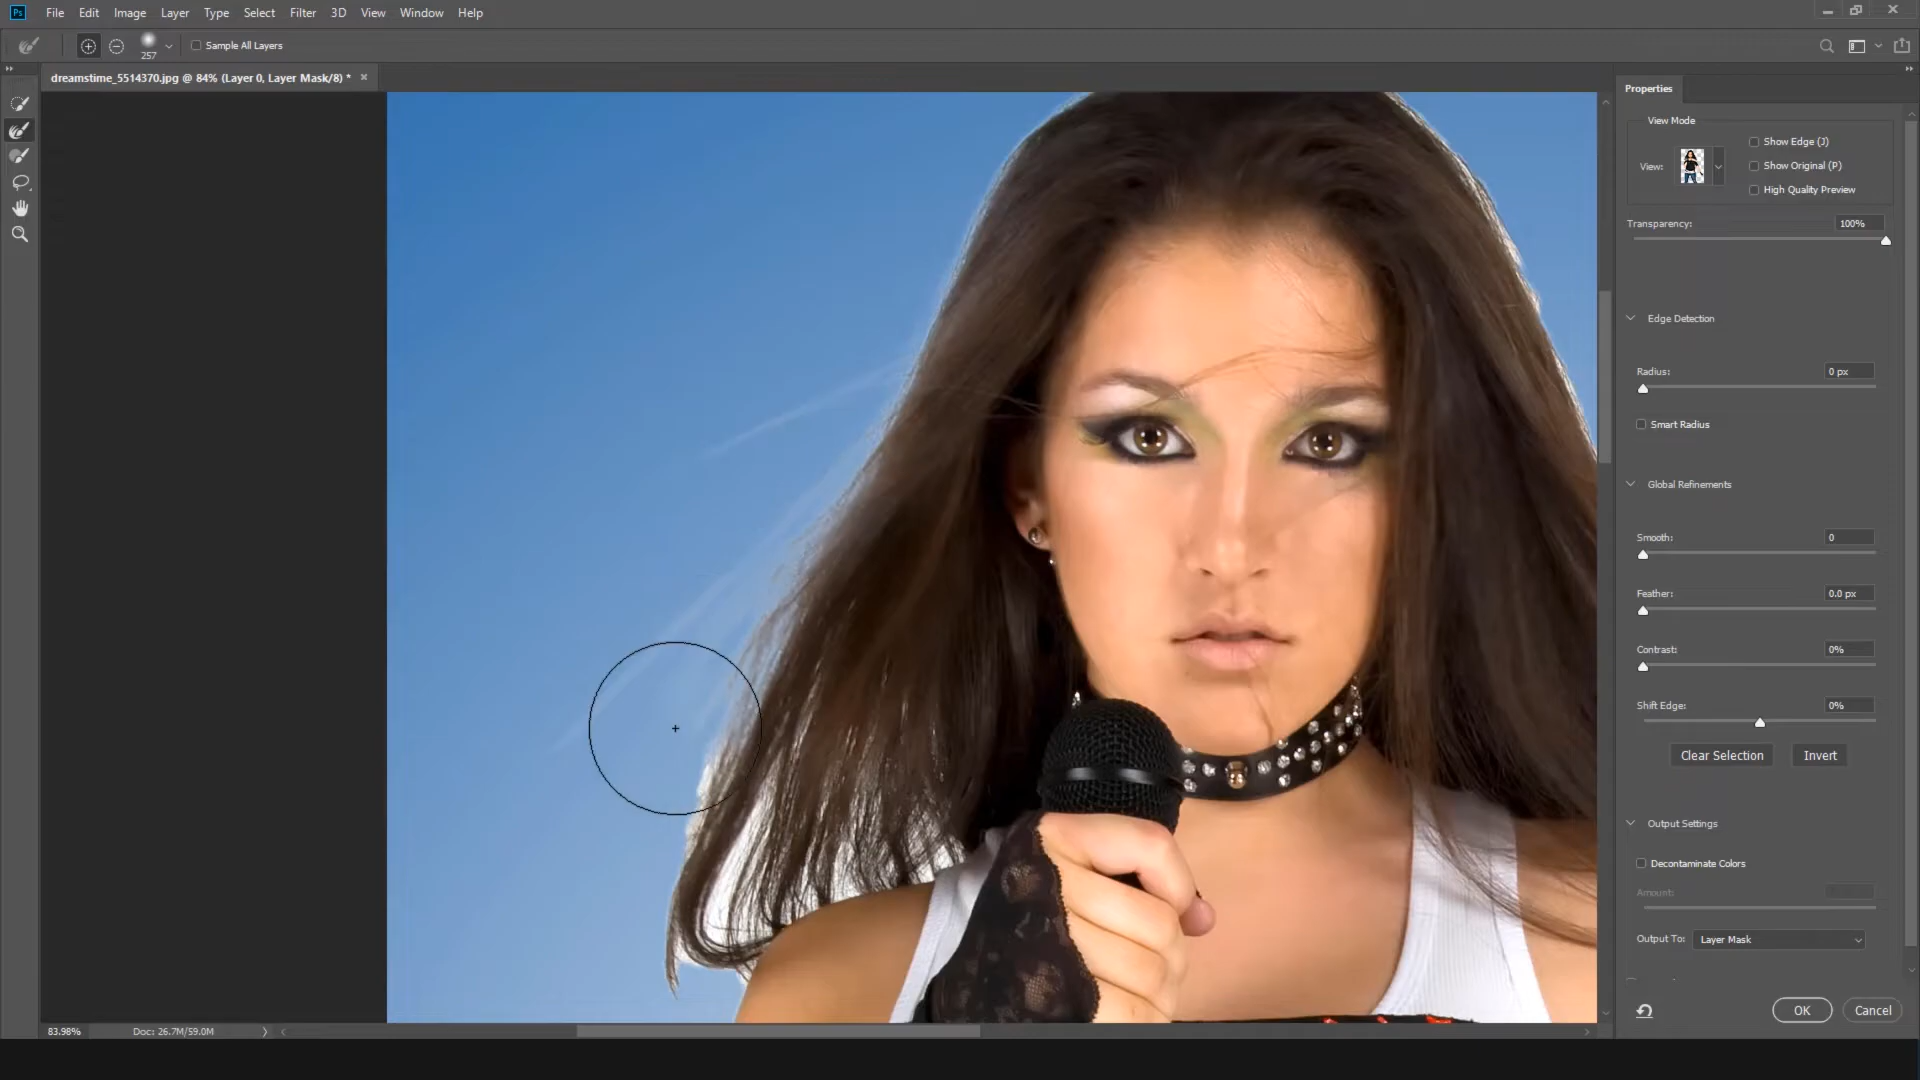 Ps File Edit Image Layer Type Select Filter 3D View Window Help
257 Sample All Layers
dreamstime_5514370.jpg @ 84% (Layer 0, Layer Mask/8) *
Properties
View Mode
View:
Show Edge (J)
Show Original (P)
High Quality Preview
Transparency: 100%
Edge Detection
Radius: 0 px
Smart Radius
Global Refinements
Smooth: 0
Feather: 0.0 px
Contrast: 0%
Shift Edge: 0%
Clear Selection Invert
Output Settings
Decontaminate Colors
Amount:
Output To: Layer Mask
OK Cancel
83.98% Doc: 26.7M/59.0M